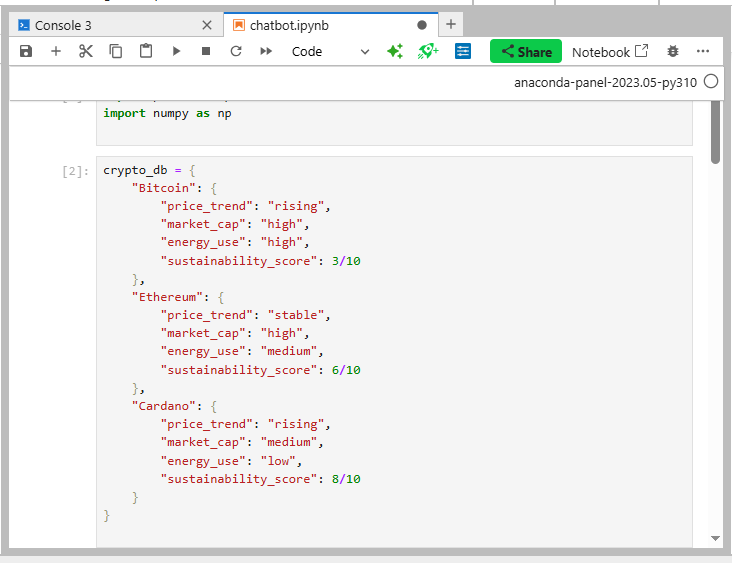 Console 3
chatbot.ipynb
Code
Share
Notebook
anaconda-panel-2023.05-py310
import numpy as np
[2]:
crypto_db = {
"Bitcoin": {
"price_trend": "rising",
"market_cap": "high",
"energy_use": "high",
"sustainability_score": 3/10
},
"Ethereum": {
"price_trend": "stable",
"market_cap": "high",
"energy_use": "medium",
"sustainability_score": 6/10
},
"Cardano": {
"price_trend": "rising",
"market_cap": "medium",
"energy_use": "low",
"sustainability_score": 8/10
}
}